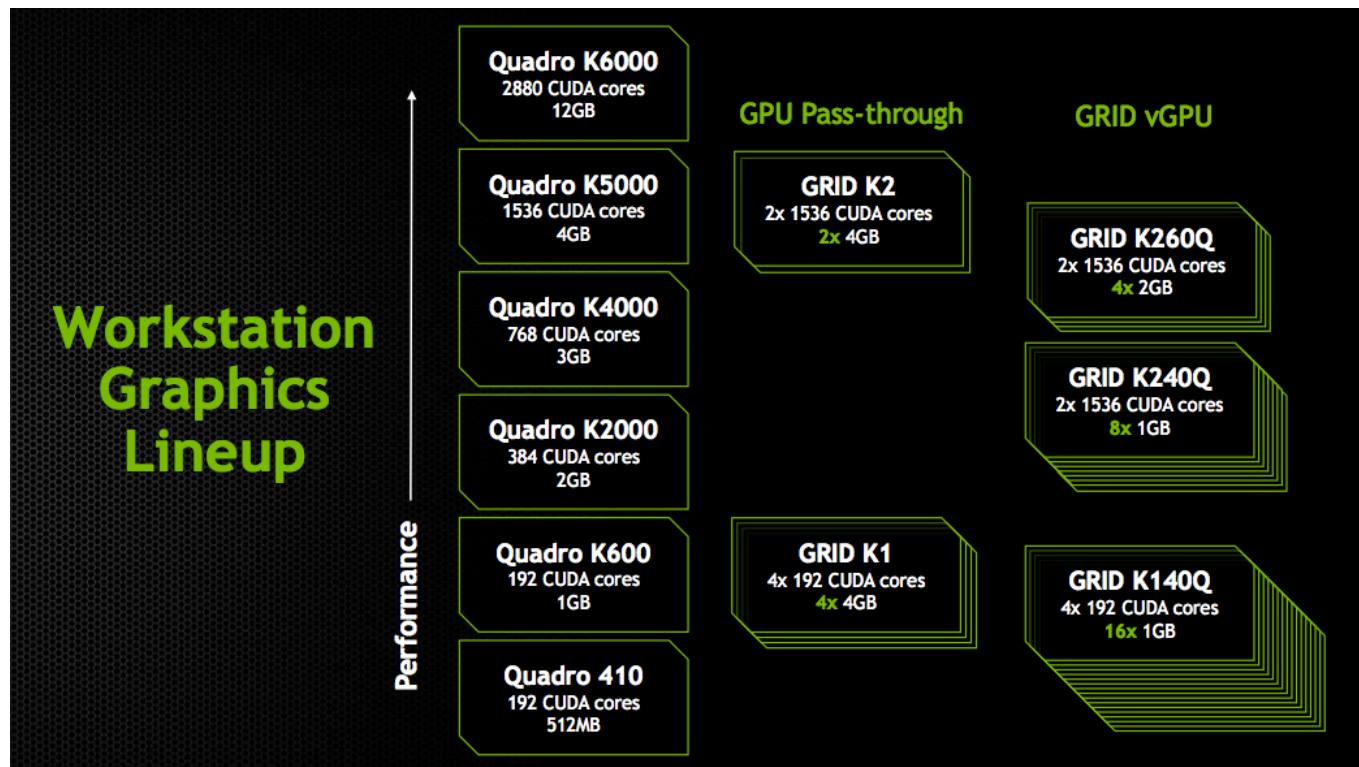 Workstation
Graphics
Lineup
Performance
Quadro K6000
2880 CUDA cores
12GB
Quadro K5000
1536 CUDA cores
4GB
Quadro K4000
768 CUDA cores
3GB
Quadro K2000
384 CUDA cores
2GB
Quadro K600
192 CUDA cores
1GB
Quadro 410
192 CUDA cores
512MB
GPU Pass-through
GRID K2
2x 1536 CUDA cores
2x 4GB
GRID K1
4x 192 CUDA cores
4x 4GB
GRID vGPU
GRID K260Q
2x 1536 CUDA cores
4x 2GB
GRID K240Q
2x 1536 CUDA cores
8x 1GB
GRID K140Q
4x 192 CUDA cores
16x 1GB